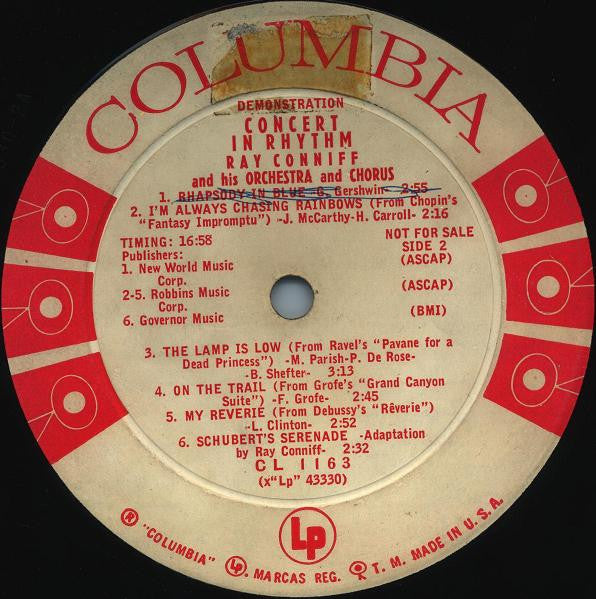 COLUMBIA
DEMONSTRATION
CONCERT
IN RHYTHM
RAY CONNIFF
and his ORCHESTRA and CHORUS
1. RHAPSODY IN BLUE -G. Gershwin- 2:55
2. I'M ALWAYS CHASING RAINBOWS (From Chopin's
"Fantasy Impromptu") -J. McCarthy-H. Carroll- 2:16
TIMING: 16:58
NOT FOR SALE
Publishers:
SIDE 2
1. New World Music
Corp.
(ASCAP)
2-5. Robbins Music
Corp.
(ASCAP)
6. Governor Music
(BMI)
3. THE LAMP IS LOW (From Ravel's "Pavane for a
Dead Princess") -M. Parish-P. De Rose-
-B. Shefter- 3:13
4. ON THE TRAIL (From Grofe's "Grand Canyon
Suite") -F. Grofe- 2:45
5. MY REVERIE (From Debussy's "Rêverie")
-L. Clinton- 2:52
6. SCHUBERT'S SERENADE -Adaptation
by Ray Conniff- 2:32
CL 1163
(x"Lp" 43330)
Lp
® "COLUMBIA" Lp. MARCAS REG. T. M. MADE IN U. S. A.